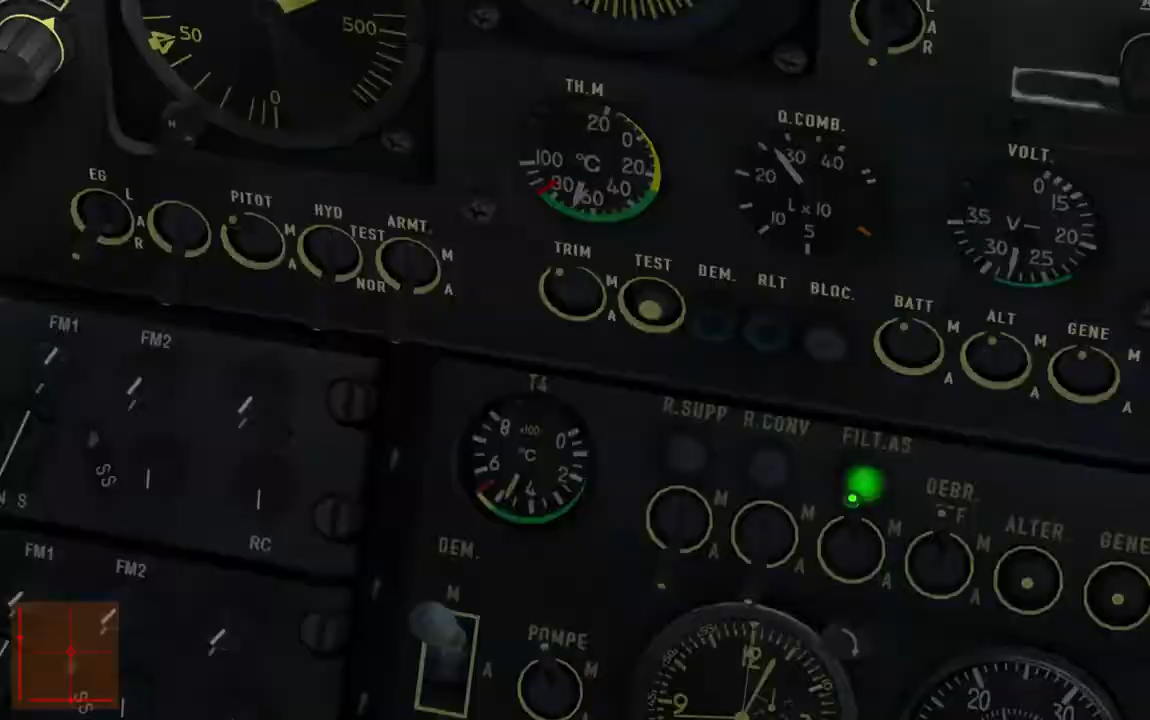 50
500
0
L
A
R
TH.M
20
0
20
40
60
80
100
°C
Q.COMB.
30
40
20
10
5
L x 10
VOLT.
0
15
20
25
30
35
V
EG
L
A
R
PITOT
M
A
HYD
TEST
NOR
ARMT.
M
A
TRIM
M
A
TEST
DEM.
RLT
BLOC.
BATT
M
A
ALT
M
A
GENE
M
A
FM1
FM2
SS
N S
RC
T4
8
x100
0
°C
6
4
2
R.SUPP
M
A
R.CONV
M
A
FILT.AS
M
A
DEBR.
F
M
A
ALTER.
GENE
FM1
FM2
SS
DEM.
M
A
POMPE
M
55
12
9
20
30